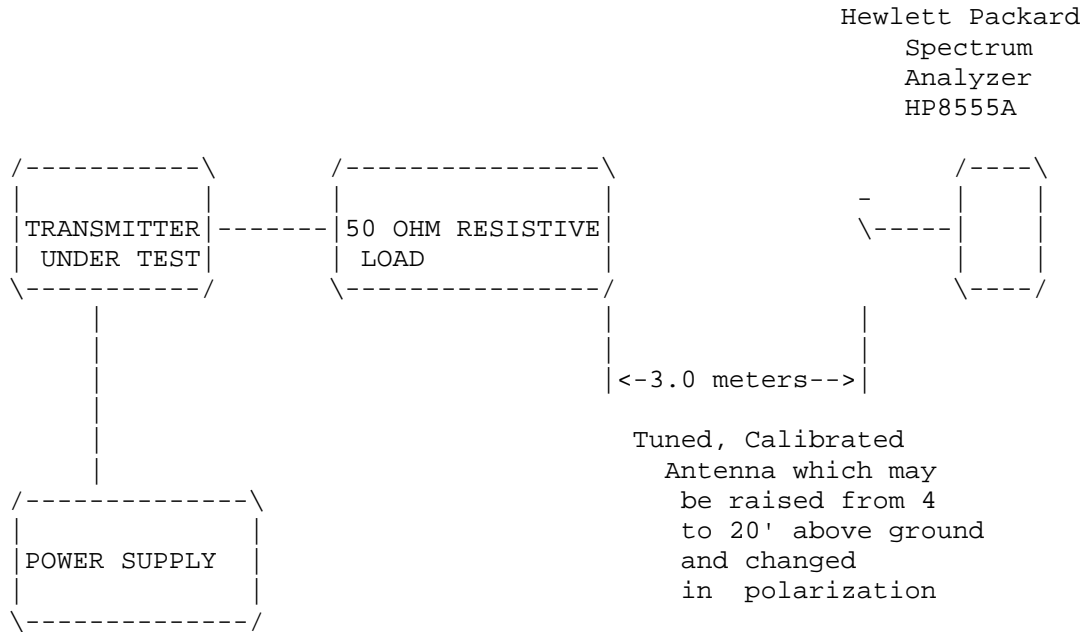 Hewlett Packard
Spectrum
Analyzer
HP8555A
TRANSMITTER
UNDER TEST
50 OHM RESISTIVE
LOAD
<-3.0 meters-->
Tuned, Calibrated
Antenna which may
be raised from 4
to 20' above ground
and changed
in polarization
POWER SUPPLY